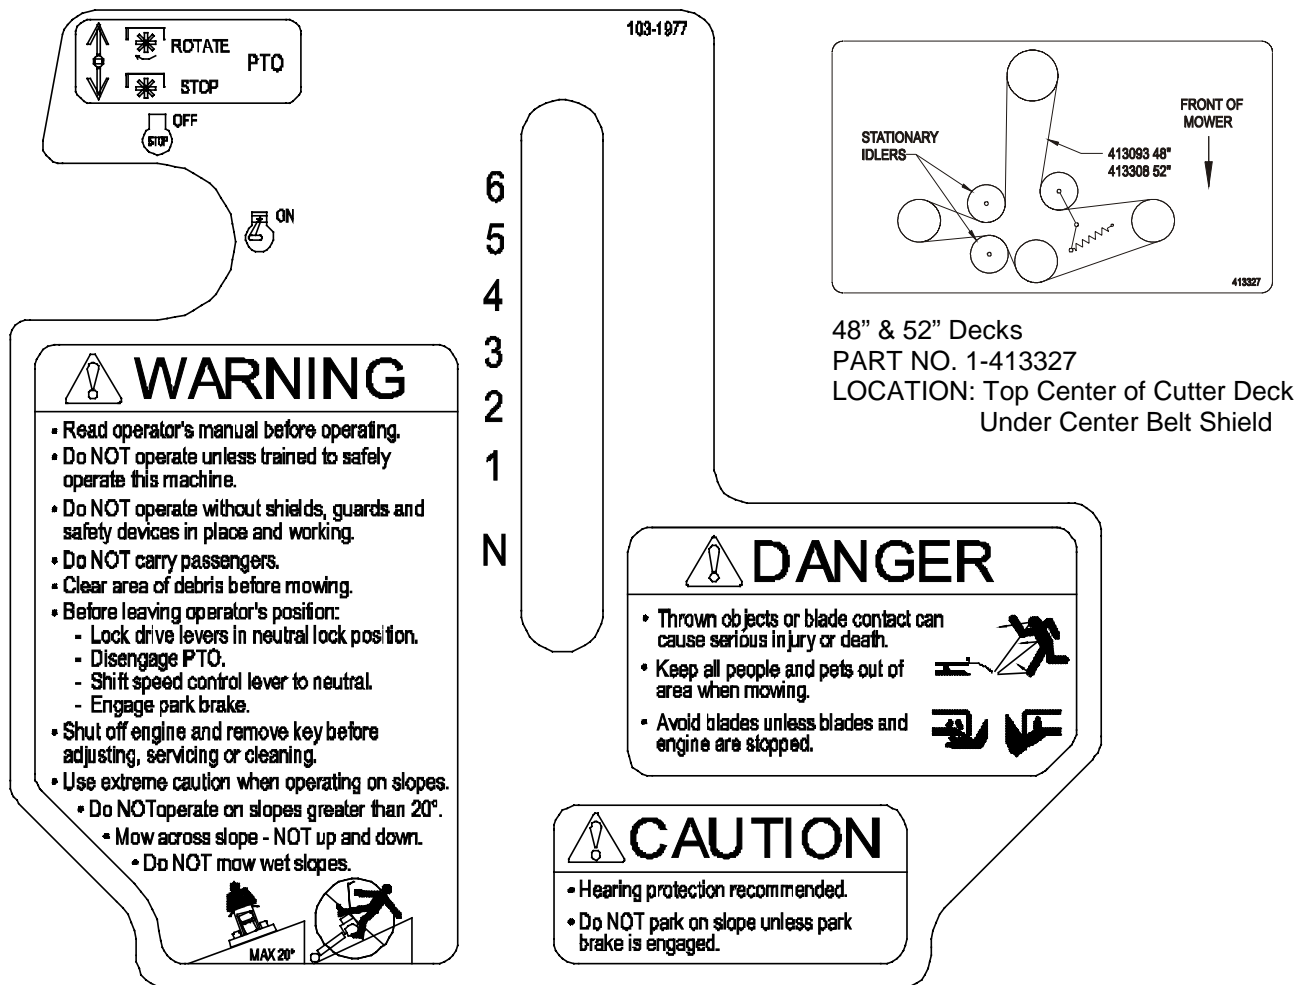 103-1977
ROTATE
PTO
STOP
OFF
STOP
ON
6
5
4
3
2
1
N
WARNING
- Read operator's manual before operating.
- Do NOT operate unless trained to safely
operate this machine.
- Do NOT operate without shields, guards and
safety devices in place and working.
- Do NOT carry passengers.
- Clear area of debris before mowing.
- Before leaving operator's position:
- Lock drive levers in neutral lock position.
- Disengage PTO.
- Shift speed control lever to neutral.
- Engage park brake.
- Shut off engine and remove key before
adjusting, servicing or cleaning.
- Use extreme caution when operating on slopes.
- Do NOT operate on slopes greater than 20°.
- Mow across slope - NOT up and down.
- Do NOT mow wet slopes.
MAX 20°
DANGER
- Thrown objects or blade contact can
cause serious injury or death.
- Keep all people and pets out of
area when mowing.
- Avoid blades unless blades and
engine are stopped.
CAUTION
- Hearing protection recommended.
- Do NOT park on slope unless park
brake is engaged.
STATIONARY
IDLERS
FRONT OF
MOWER
413093 48"
413308 52"
413327
48" & 52" Decks
PART NO. 1-413327
LOCATION: Top Center of Cutter Deck
Under Center Belt Shield